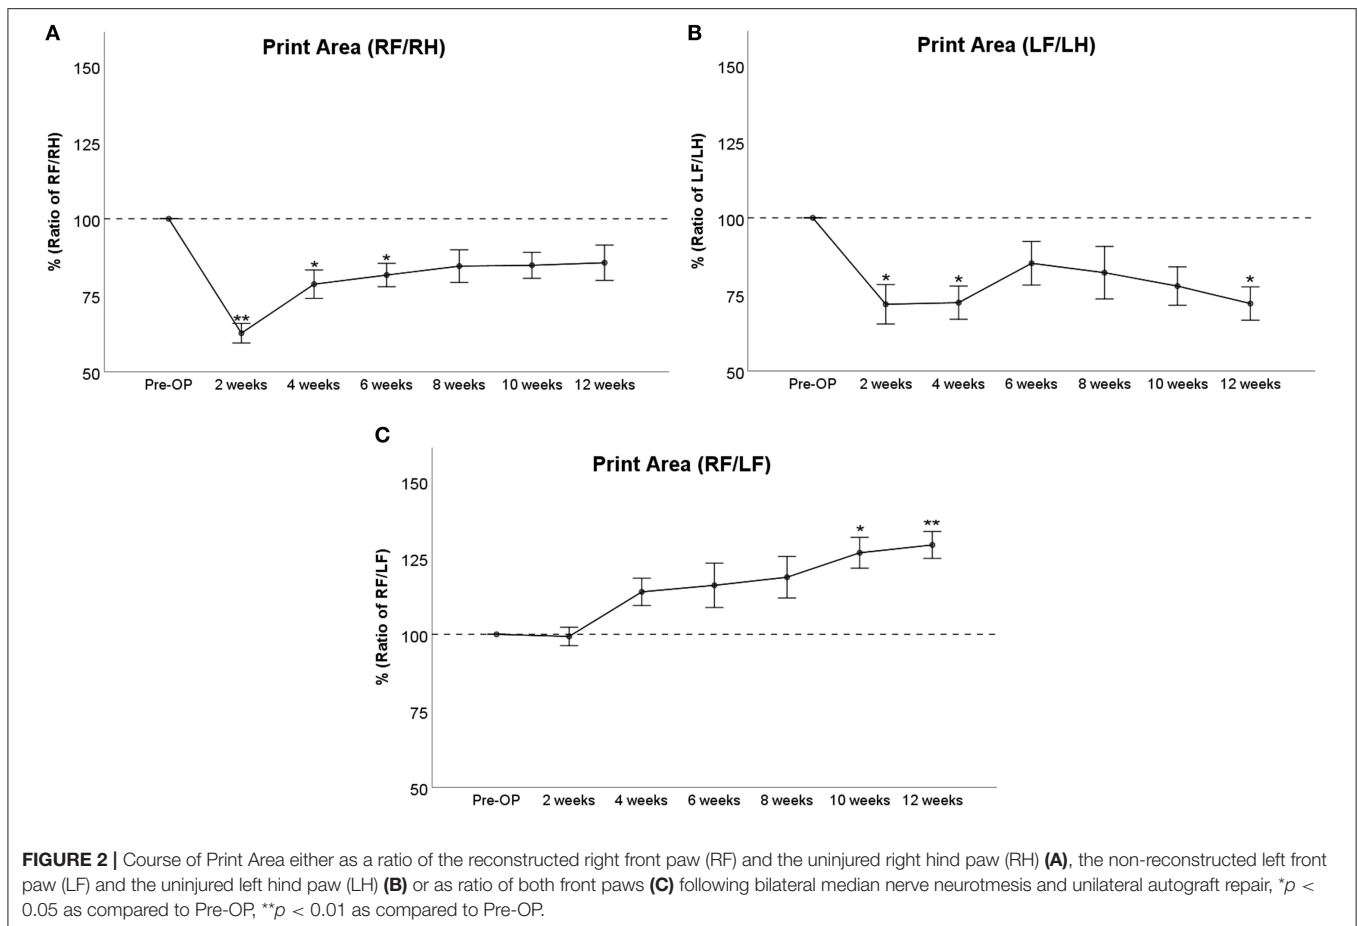 A
Print Area (RF/RH)
% (Ratio of RF/RH)
150
125
100
75
50
**
*
*
Pre-OP 2 weeks 4 weeks 6 weeks 8 weeks 10 weeks 12 weeks
B
Print Area (LF/LH)
% (Ratio of LF/LH)
150
125
100
75
50
*
*
*
Pre-OP 2 weeks 4 weeks 6 weeks 8 weeks 10 weeks 12 weeks
C
Print Area (RF/LF)
% (Ratio of RF/LF)
150
125
100
75
50
*
**
Pre-OP 2 weeks 4 weeks 6 weeks 8 weeks 10 weeks 12 weeks
FIGURE 2 | Course of Print Area either as a ratio of the reconstructed right front paw (RF) and the uninjured right hind paw (RH) (A), the non-reconstructed left front
paw (LF) and the uninjured left hind paw (LH) (B) or as ratio of both front paws (C) following bilateral median nerve neurotmesis and unilateral autograft repair, *p <
0.05 as compared to Pre-OP, **p < 0.01 as compared to Pre-OP.